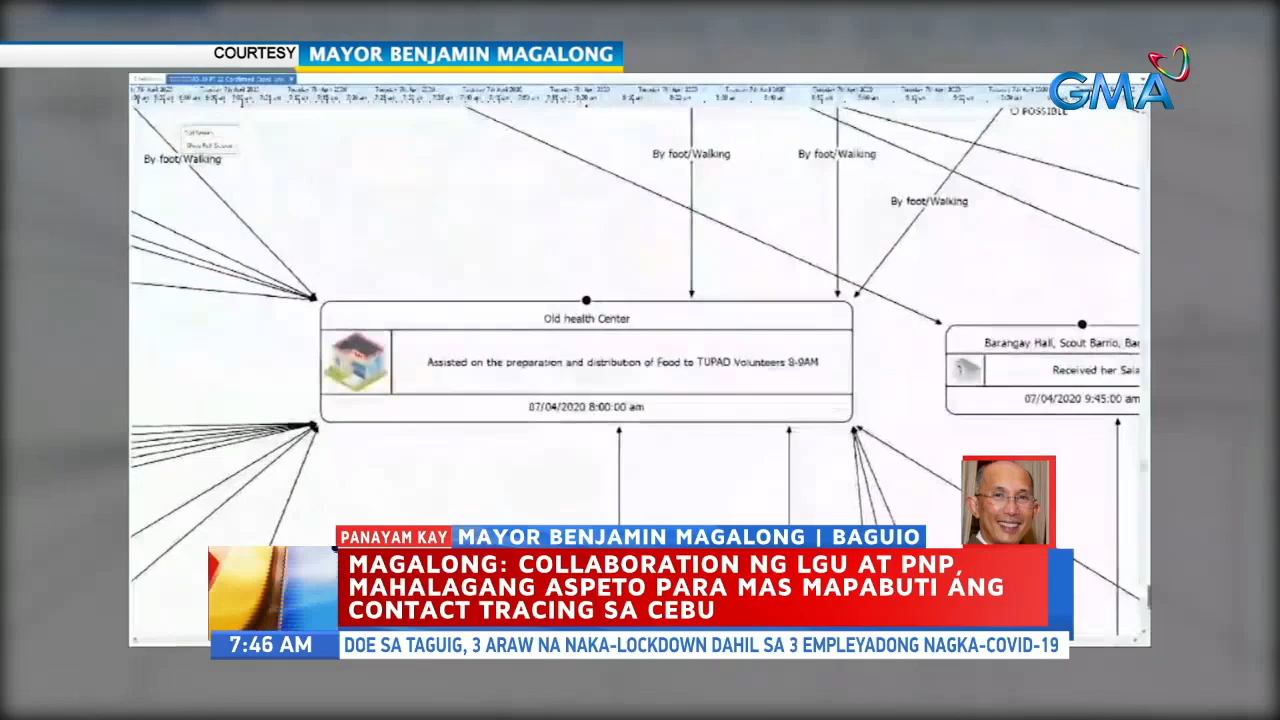 COURTESY MAYOR BENJAMIN MAGALONG
GMA
POSSIBLE
By foot/Walking
By foot/Walking
By foot/Walking
By foot/Walking
Old health Center
Assisted on the preparation and distribution of Food to TUPAD Volunteers 8-9AM
07/04/2020 8:00:00 am
Barangay Hall, Scout Barrio,
Received her
07/04/2020 9:45:00 am
PANAYAM KAY MAYOR BENJAMIN MAGALONG | BAGUIO
MAGALONG: COLLABORATION NG LGU AT PNP,
MAHALAGANG ASPETO PARA MAS MAPABUTI ANG
CONTACT TRACING SA CEBU
7:46 AM DOE SA TAGUIG, 3 ARAW NA NAKA-LOCKDOWN DAHIL SA 3 EMPLEYADONG NAGKA-COVID-19